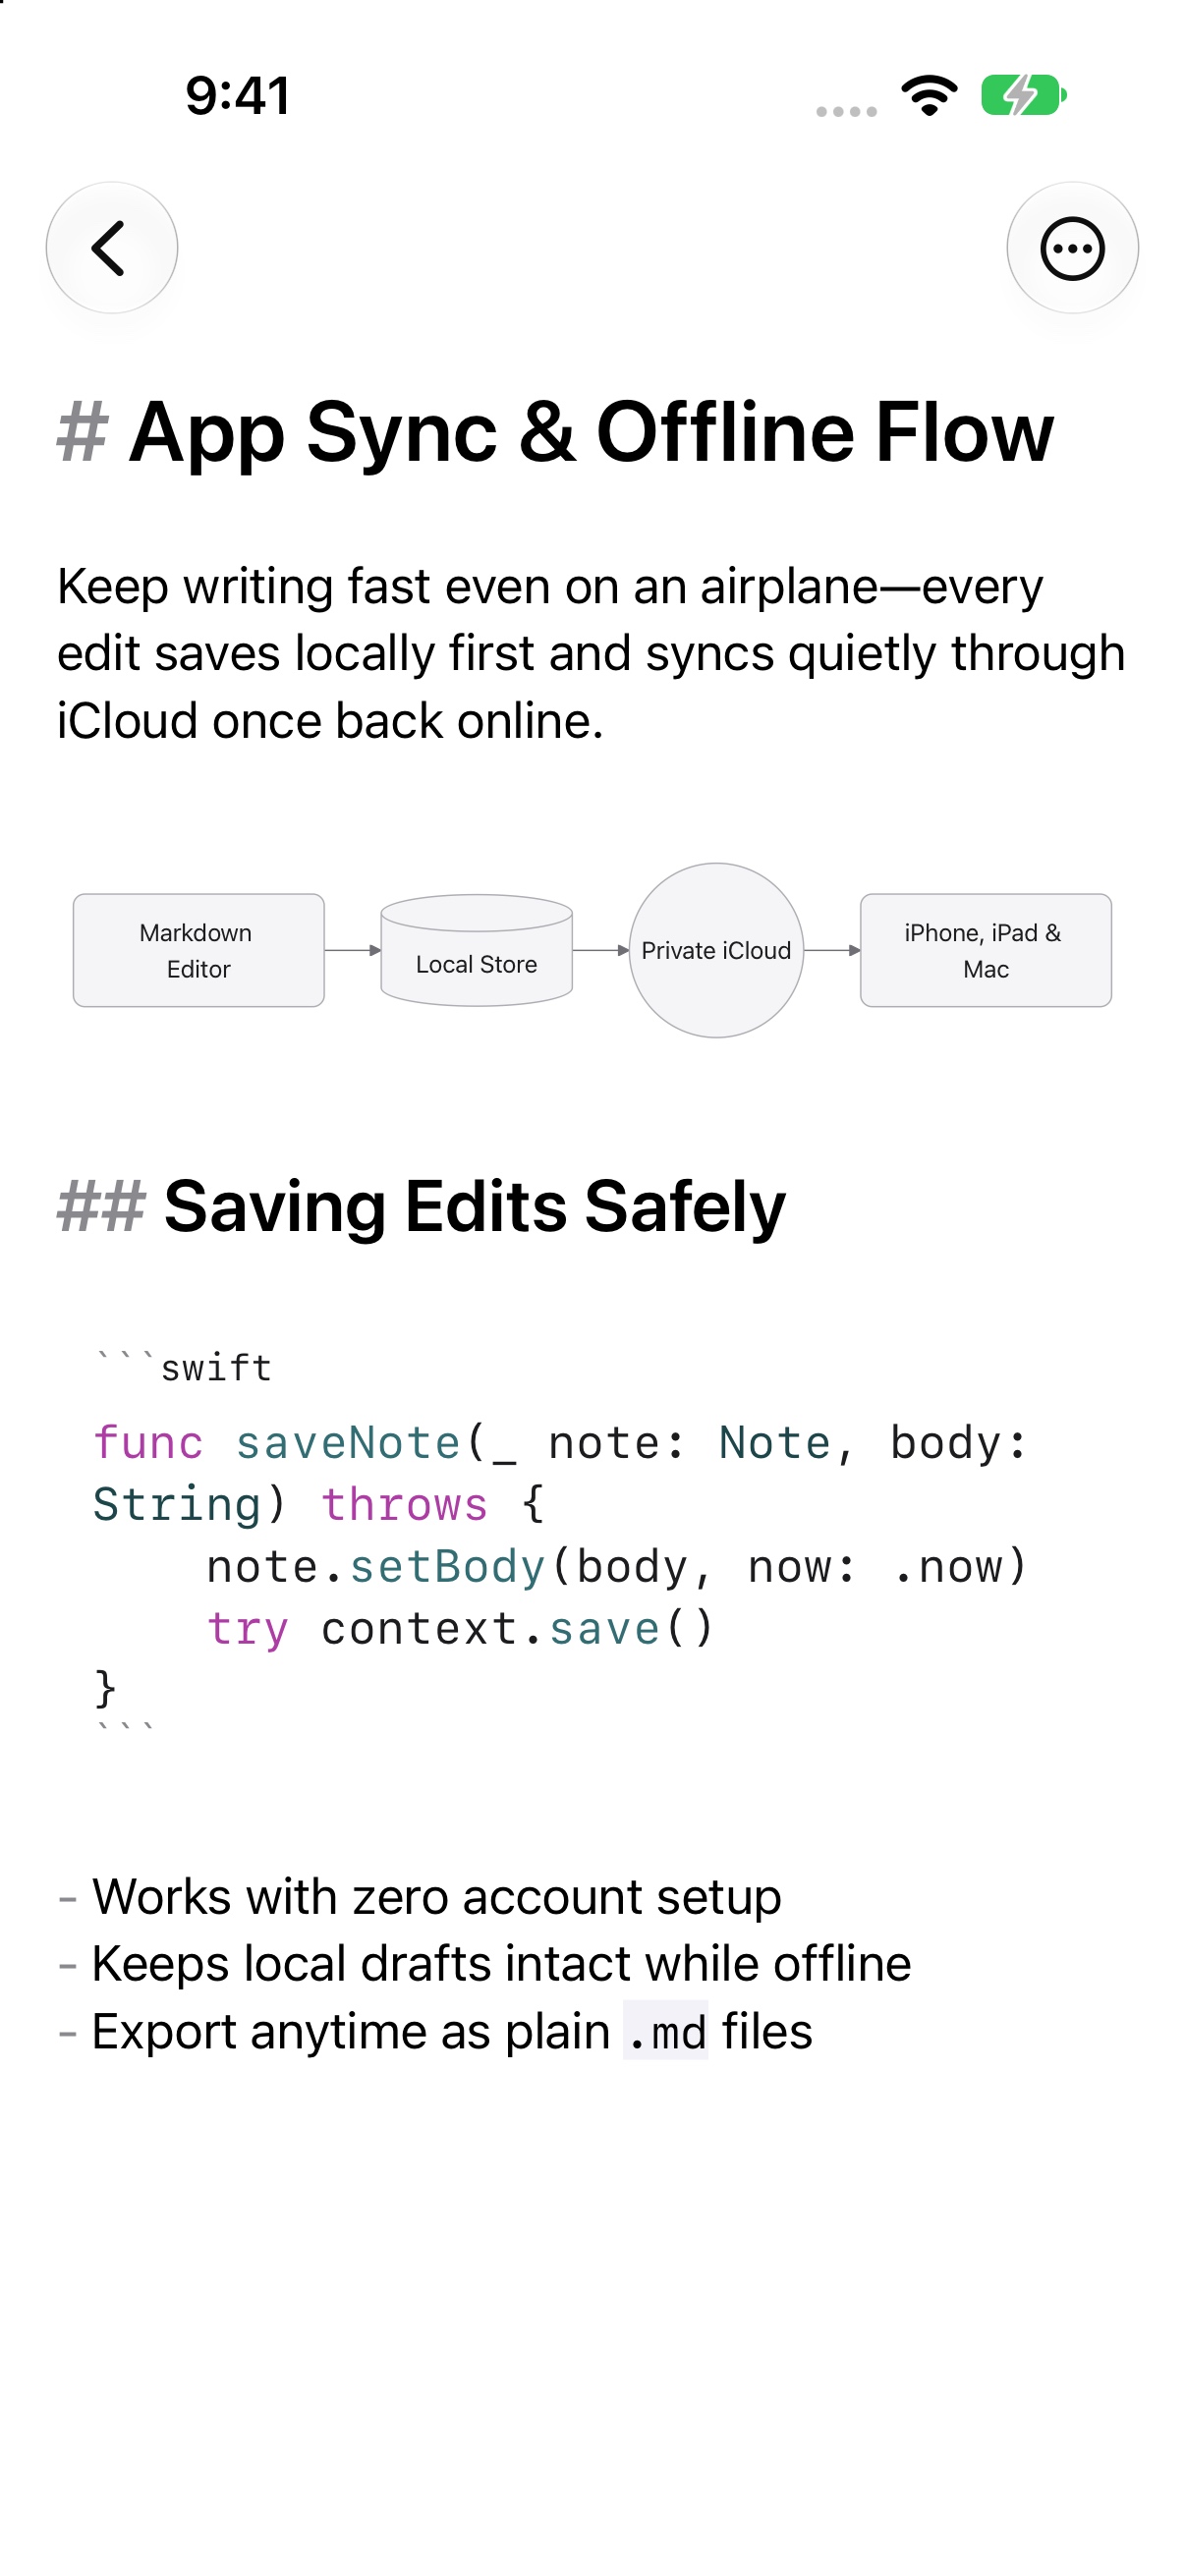 9:41
# App Sync & Offline Flow
Keep writing fast even on an airplane—every
edit saves locally first and syncs quietly through
iCloud once back online.
Markdown
Editor
Local Store
Private iCloud
iPhone, iPad &
Mac
## Saving Edits Safely
```swift
func saveNote(_ note: Note, body:
String) throws {
    note.setBody(body, now: .now)
    try context.save()
}
```
- Works with zero account setup
- Keeps local drafts intact while offline
- Export anytime as plain .md files